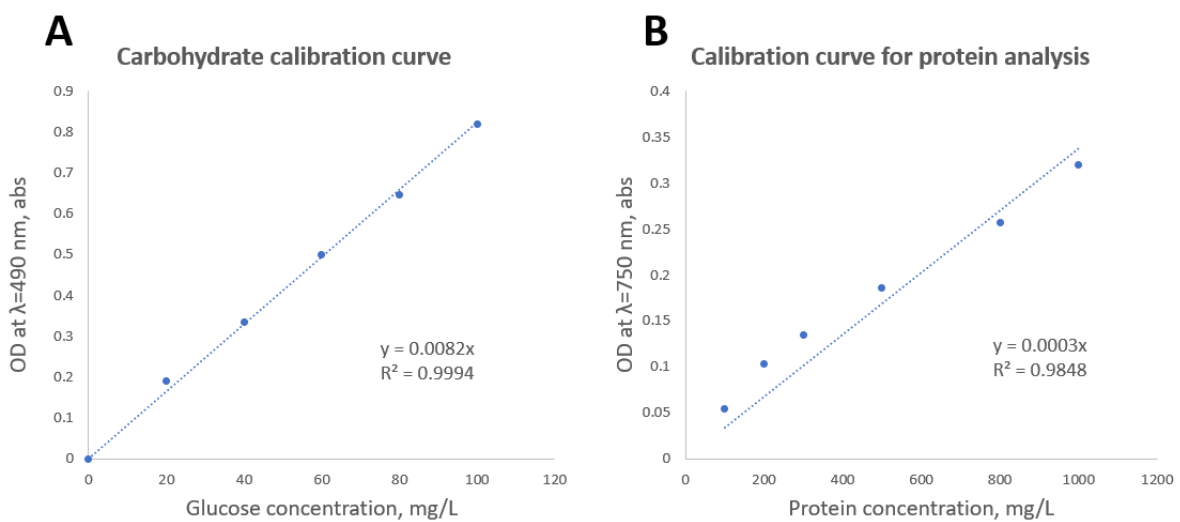 A
Carbohydrate calibration curve
OD at λ=490 nm, abs
0.9
0.8
0.7
0.6
0.5
0.4
0.3
0.2
0.1
0
y = 0.0082x
R² = 0.9994
0 20 40 60 80 100 120
Glucose concentration, mg/L
B
Calibration curve for protein analysis
OD at λ=750 nm, abs
0.4
0.35
0.3
0.25
0.2
0.15
0.1
0.05
0
y = 0.0003x
R² = 0.9848
0 200 400 600 800 1000 1200
Protein concentration, mg/L